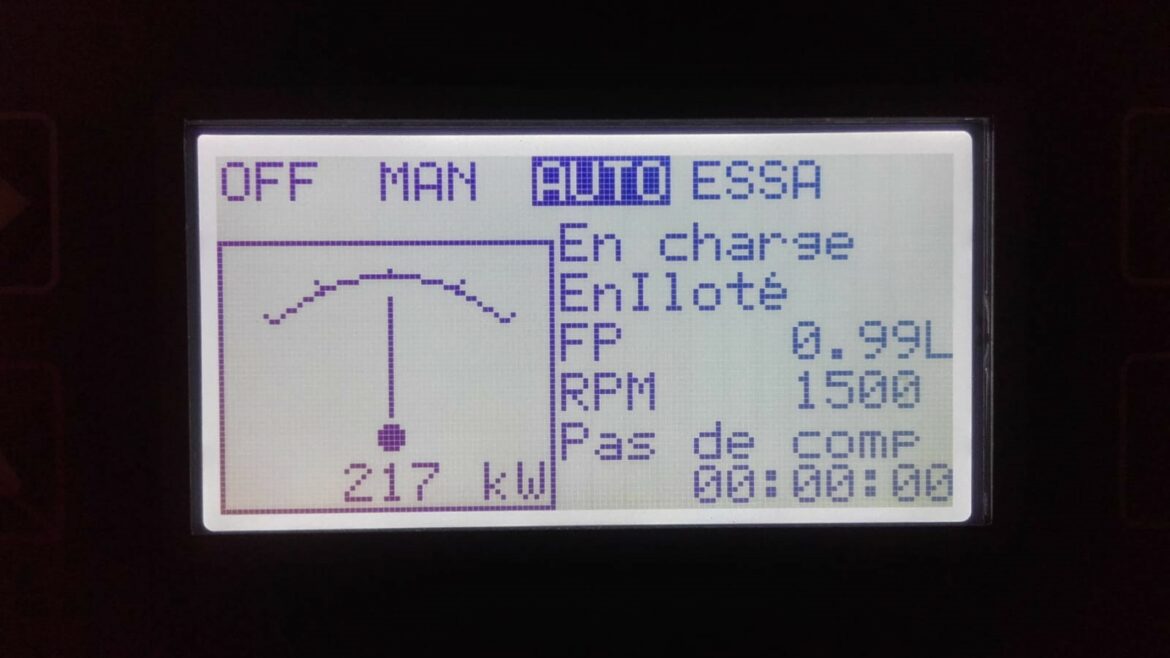 OFF MAN AUTO ESSA
En charge
EnIloté
FP 0.99L
RPM 1500
Pas de comp
00:00:00
217 kW